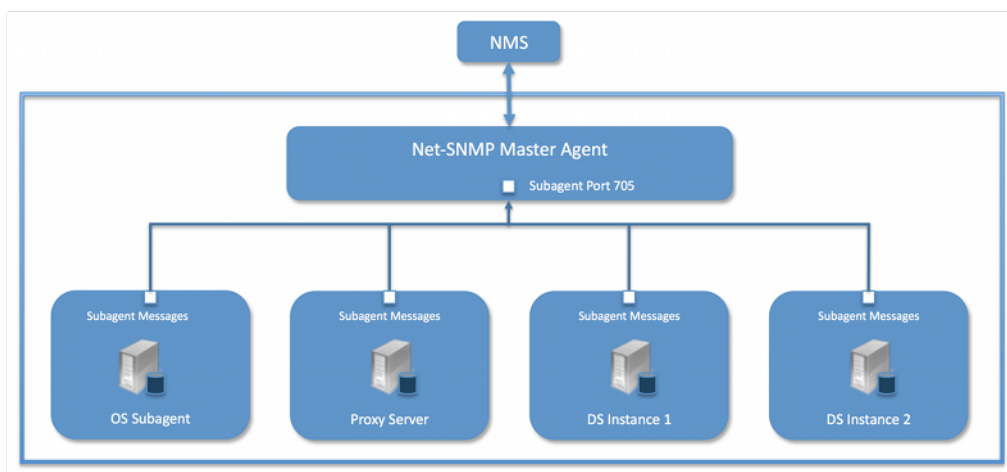 NMS
Net-SNMP Master Agent
Subagent Port 705
Subagent Messages
Subagent Messages
Subagent Messages
Subagent Messages
OS Subagent
Proxy Server
DS Instance 1
DS Instance 2